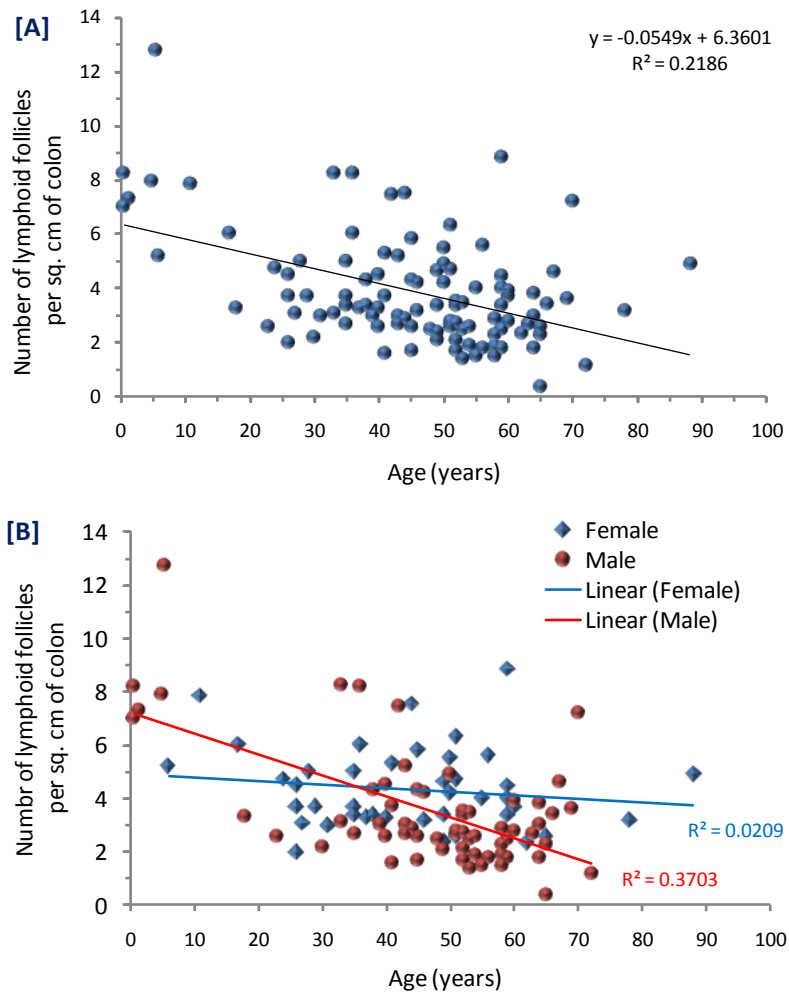 [A]
y = -0.0549x + 6.3601
R² = 0.2186
14
12
10
8
6
4
2
0
Number of lymphoid follicles
per sq. cm of colon
0 10 20 30 40 50 60 70 80 90 100
Age (years)
[B]
Female
Male
Linear (Female)
Linear (Male)
14
12
10
8
6
4
2
0
Numbr of lymphoid follicles
per sq. cm of colon
R² = 0.0209
R² = 0.3703
0 10 20 30 40 50 60 70 80 90 100
Age (years)